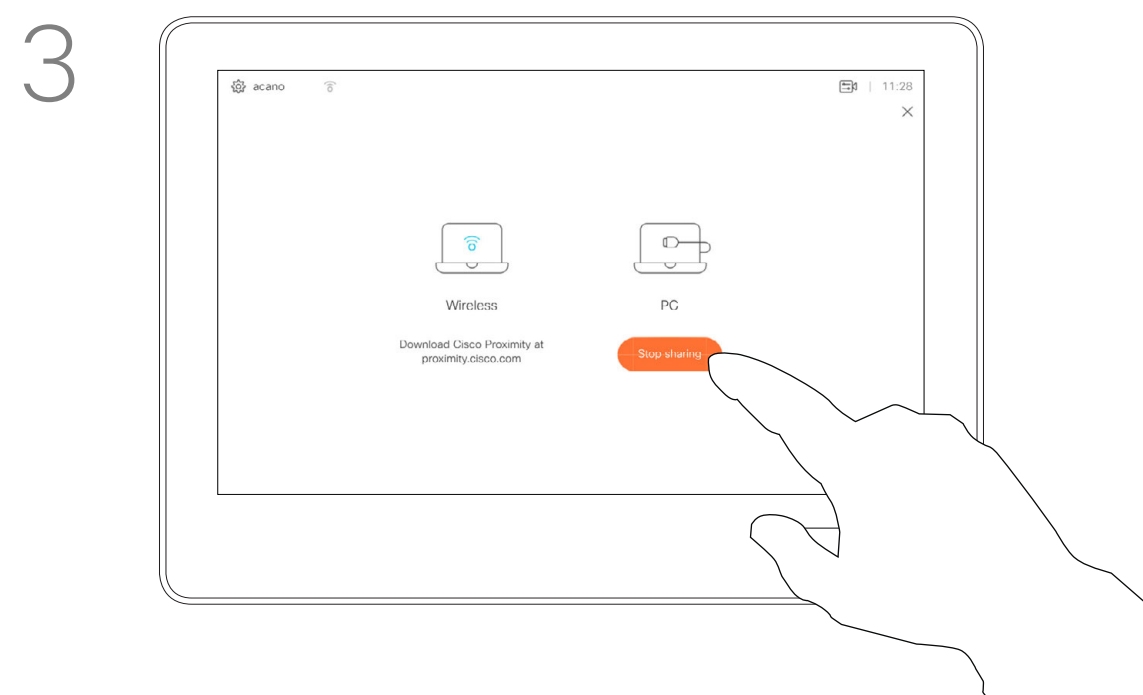 3
acano
11:28
Wireless
PC
Download Cisco Proximity at
proximity.cisco.com
Stop sharing